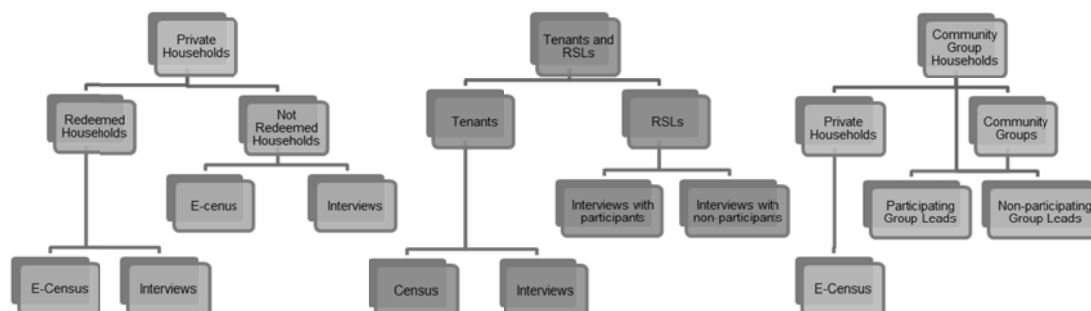 Private
Households
Tenants and
RSLs
Community
Group
Households
Redeemed
Households
Not
Redeemed
Households
Tenants
RSLs
Private
Households
Community
Groups
E-cenus
Interviews
Interviews with
participants
Interviews with
non-participants
Participating
Group Leads
Non-participating
Group Leads
E-Census
Interviews
Census
Interviews
E-Census